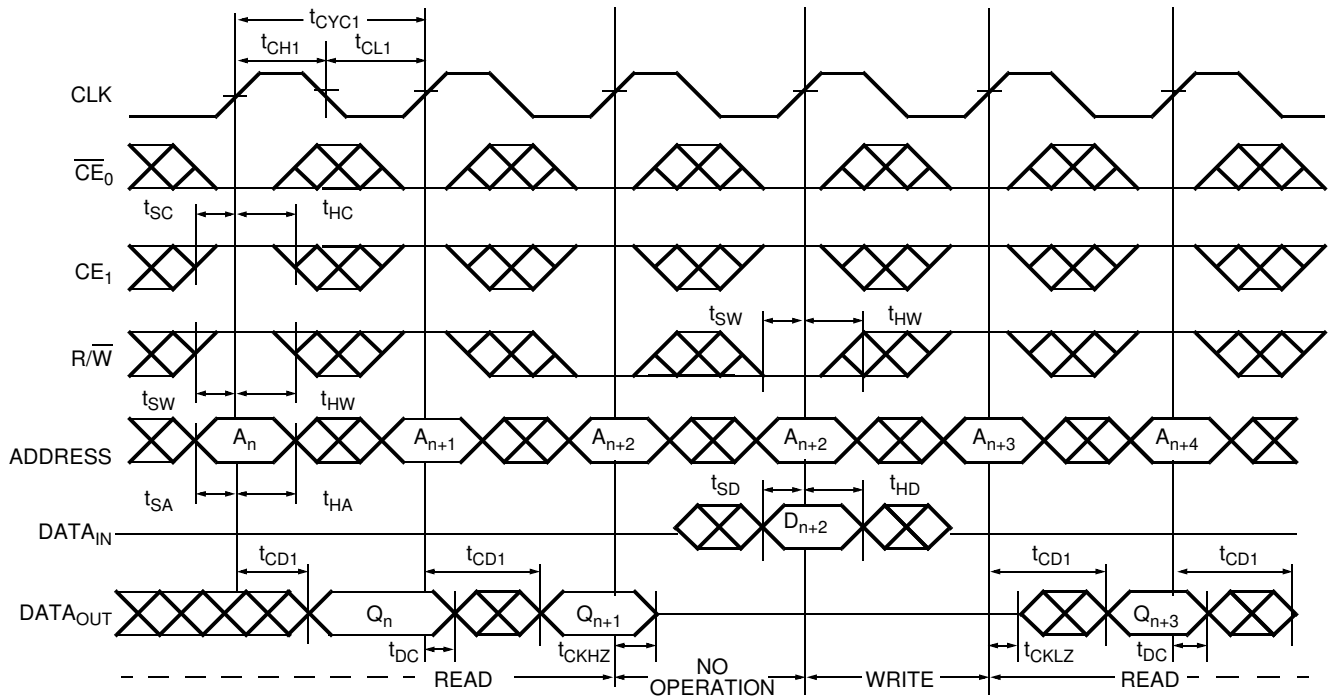 tCYC1
tCH1 tCL1
CLK
CE0
tSC tHC
CE1
tSW tHW
R/W
tSW tHW
An An+1 An+2 An+2 An+3 An+4
ADDRESS
tSA tHA tSD tHD
Dn+2
DATAIN
tCD1 tCD1 tCD1 tCD1
DATAOUT Qn Qn+1 Qn+3
tDC tCKHZ tCKLZ tDC
READ NO OPERATION WRITE READ